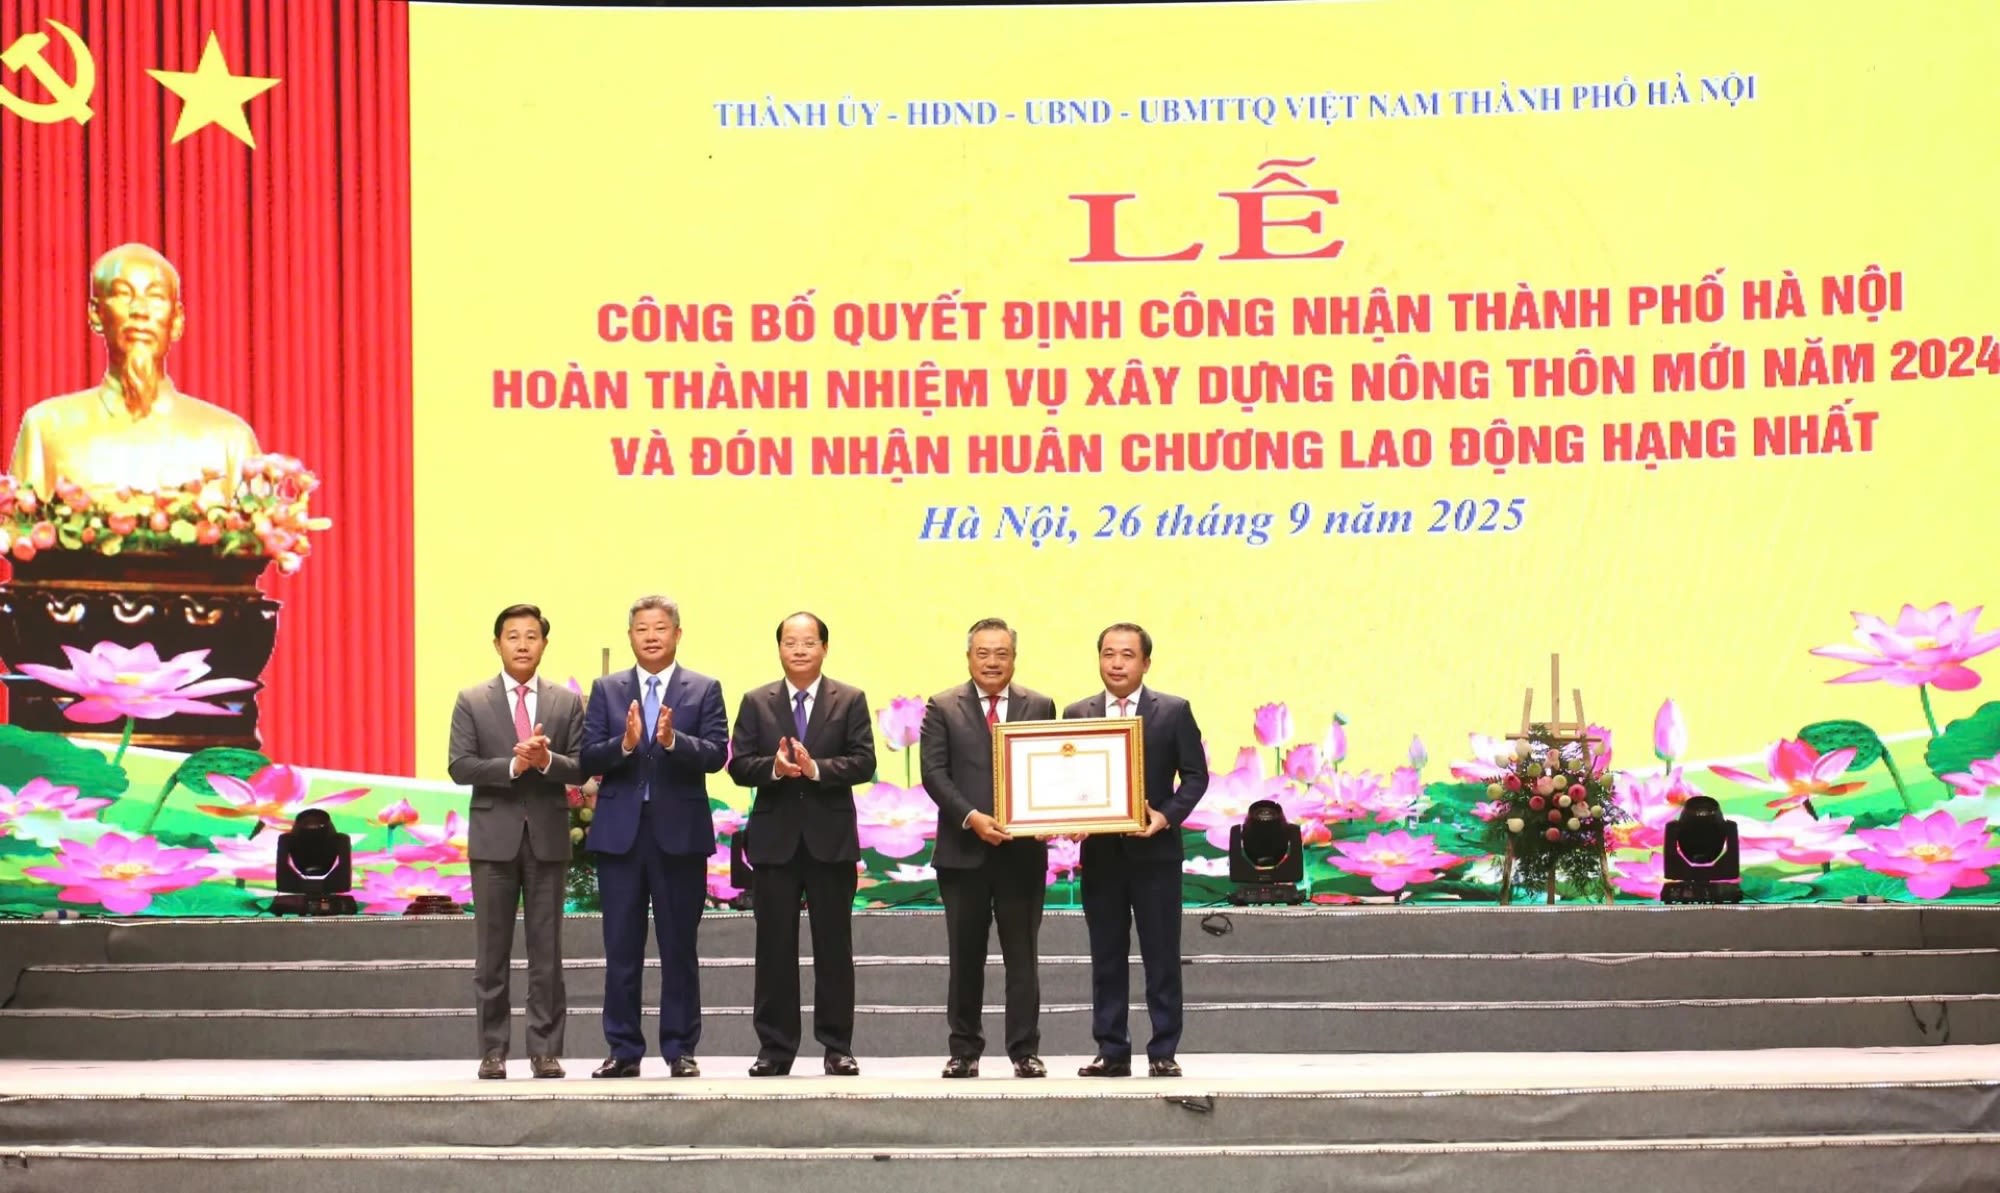 THÀNH ỦY - HĐND - UBND - UBMTTQ VIỆT NAM THÀNH PHỐ HÀ NỘI
LỄ
CÔNG BỐ QUYẾT ĐỊNH CÔNG NHẬN THÀNH PHỐ HÀ NỘI
HOÀN THÀNH NHIỆM VỤ XÂY DỰNG NÔNG THÔN MỚI NĂM 2024
VÀ ĐÓN NHẬN HUÂN CHƯƠNG LAO ĐỘNG HẠNG NHẤT
Hà Nội, 26 tháng 9 năm 2025